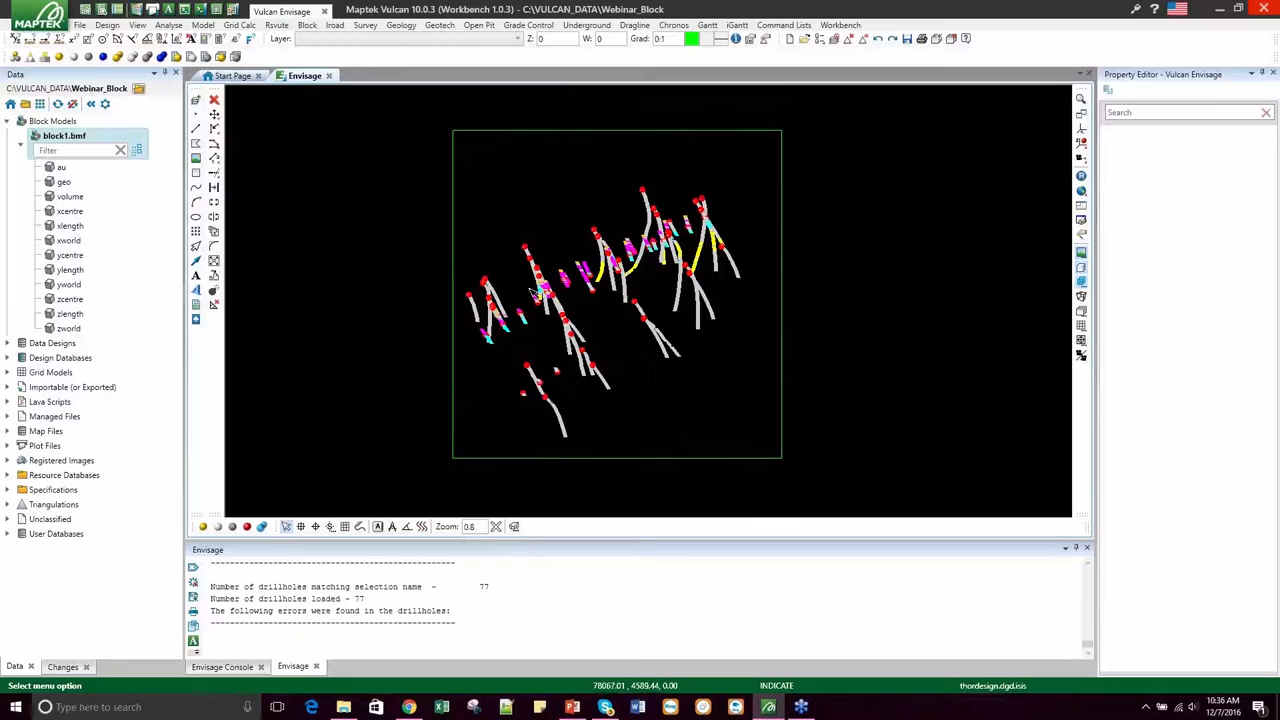 Maptek Vulcan 10.0.3 (Workbench 1.0.3) - C:\VULCAN_DATA\Webinar_Block
MAPTEK
Vulcan Envisage
File Design View Analyse Model Grid Calc Rsvute Block Iroad Survey Geology Geotech Open Pit Grade Control Underground Dragline Chronos Gantt iGantt Command Lists Workbench
Layer: Z: 0 W: 0 Grad: 0:1
Data
Start Page Envisage
Property Editor - Vulcan Envisage
C:\VULCAN_DATA\Webinar_Block
Search
Block Models
block1.bmf
Filter
au
geo
volume
xcentre
xlength
xworld
ycentre
ylength
yworld
zcentre
zlength
zworld
Data Designs
Design Databases
Grid Models
Importable (or Exported)
Lava Scripts
Managed Files
Map Files
Plot Files
Registered Images
Resource Databases
Specifications
Triangulations
Unclassified
User Databases
Zoom: 0.8
Envisage
------------------------------------------------
Number of drillholes matching selection name - 77
Number of drillholes loaded - 77
The following errors were found in the drillholes:
------------------------------------------------
Data Changes
Envisage Console Envisage
Select menu option 78067.01, 4589.44, 0.00 INDICATE thordesign.dgd.isis
Type here to search
10:36 AM
12/7/2016